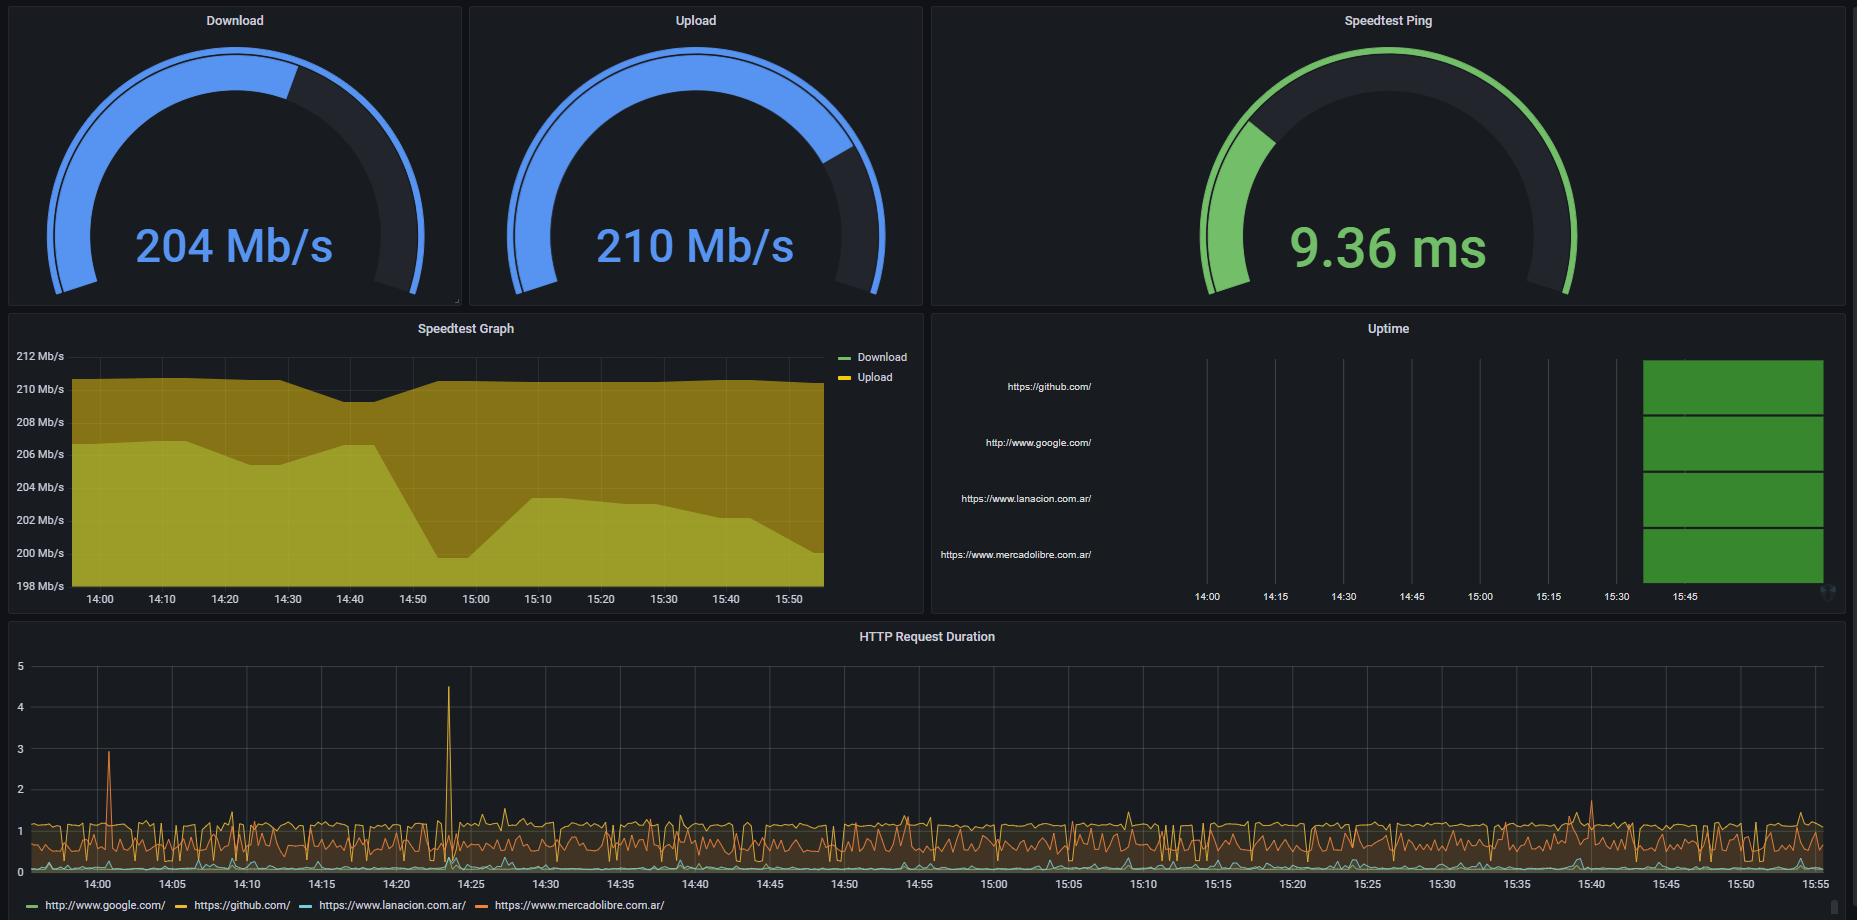 Download
Upload
Speedtest Ping
204 Mb/s
210 Mb/s
9.36 ms
Speedtest Graph
212 Mb/s
210 Mb/s
208 Mb/s
206 Mb/s
204 Mb/s
202 Mb/s
200 Mb/s
198 Mb/s
14:00 14:10 14:20 14:30 14:40 14:50 15:00 15:10 15:20 15:30 15:40 15:50
Download
Upload
Uptime
https://github.com/
http://www.google.com/
https://www.lanacion.com.ar/
https://www.mercadolibre.com.ar/
14:00 14:15 14:30 14:45 15:00 15:15 15:30 15:45
HTTP Request Duration
5
4
3
2
1
0
14:00 14:05 14:10 14:15 14:20 14:25 14:30 14:35 14:40 14:45 14:50 14:55 15:00 15:05 15:10 15:15 15:20 15:25 15:30 15:35 15:40 15:45 15:50 15:55
http://www.google.com/ https://github.com/ https://www.lanacion.com.ar/ https://www.mercadolibre.com.ar/